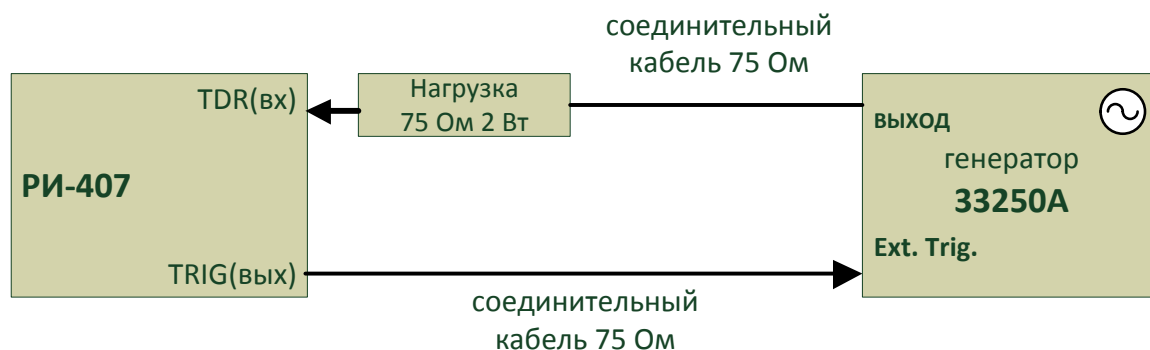 соединительный
кабель 75 Ом
TDR(вх)
Нагрузка
75 Ом 2 Вт
выход
генератор
33250А
РИ-407
Ext. Trig.
TRIG(вых)
соединительный
кабель 75 Ом